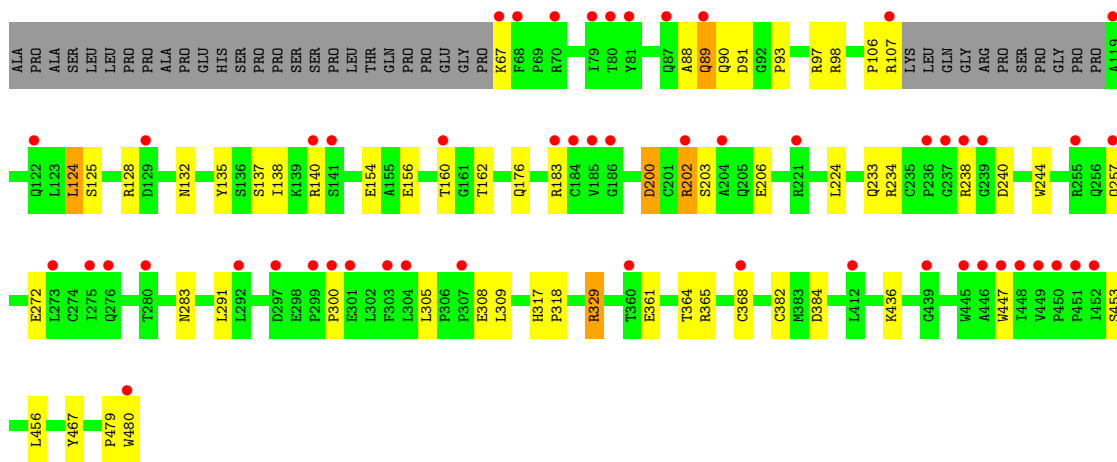 ALA PRO ALA SER LEU LEU PRO PRO ALA PRO GLU HIS SER PRO PRO SER SER PRO LEU THR GLN PRO PRO GLU GLY PRO K67 F68 P69 R70 I79 T80 Y81 Q87 A88 Q89 Q90 D91 G92 P93 R97 R98 P106 R107 LYS LEU GLN GLY ARG PRO SER PRO GLY PRO PRO A119
Q122 L123 L124 S125 R128 D129 N132 Y135 S136 S137 I138 K139 R140 S141 E154 A155 E156 T160 G161 T162 Q176 R183 C184 V185 G186 D200 C201 R202 S203 A204 Q205 E206 R221 L224 Q233 R234 C235 P236 G237 R238 G239 D240 W244 R255 Q256 D257
E272 L273 C274 I275 Q276 T280 N283 L291 L292 D297 E298 P299 P300 E301 L302 F303 L304 L305 P306 P307 E308 L309 H317 P318 R329 T360 E361 T364 R365 C368 C382 M383 D384 L412 K436 G439 W445 A446 W447 I448 V449 P450 P451 I452 S453
L456 Y467 P479 W480